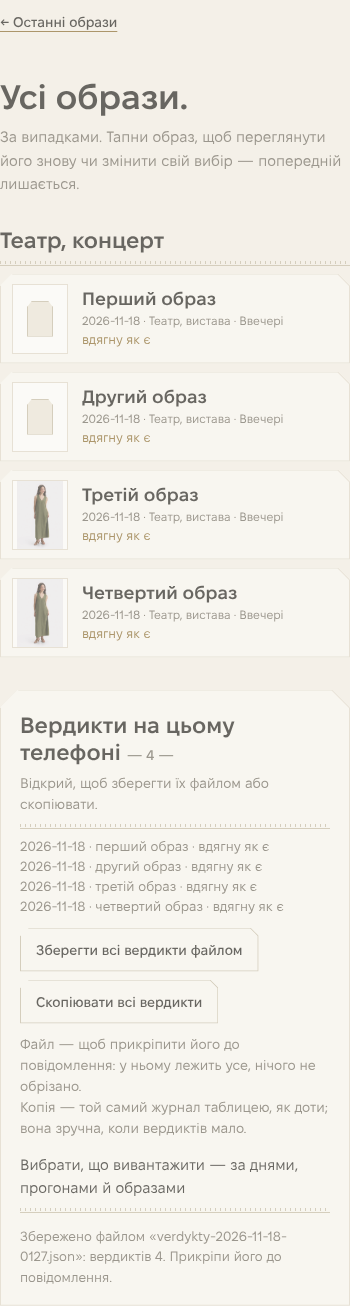 ← Останні образи
Усі образи.
За випадками. Тапни образ, щоб переглянути
його знову чи змінити свій вибір — попередній
лишається.
Театр, концерт
Перший образ
2026-11-18 · Театр, вистава · Ввечері
вдягну як є
Другий образ
2026-11-18 · Театр, вистава · Ввечері
вдягну як є
Третій образ
2026-11-18 · Театр, вистава · Ввечері
вдягну як є
Четвертий образ
2026-11-18 · Театр, вистава · Ввечері
вдягну як є
Вердикти на цьому
телефоні — 4 —
Відкрий, щоб зберегти їх файлом або
скопіювати.
2026-11-18 · перший образ · вдягну як є
2026-11-18 · другий образ · вдягну як є
2026-11-18 · третій образ · вдягну як є
2026-11-18 · четвертий образ · вдягну як є
Зберегти всі вердикти файлом
Скопіювати всі вердикти
Файл — щоб прикріпити його до
повідомлення: у ньому лежить усе, нічого не
обрізано.
Копія — той самий журнал таблицею, як доти;
вона зручна, коли вердиктів мало.
Вибрати, що вивантажити — за днями,
прогонами й образами
Збережено файлом «verdykty-2026-11-18-
0127.json»: вердиктів 4. Прикріпи його до
повідомлення.